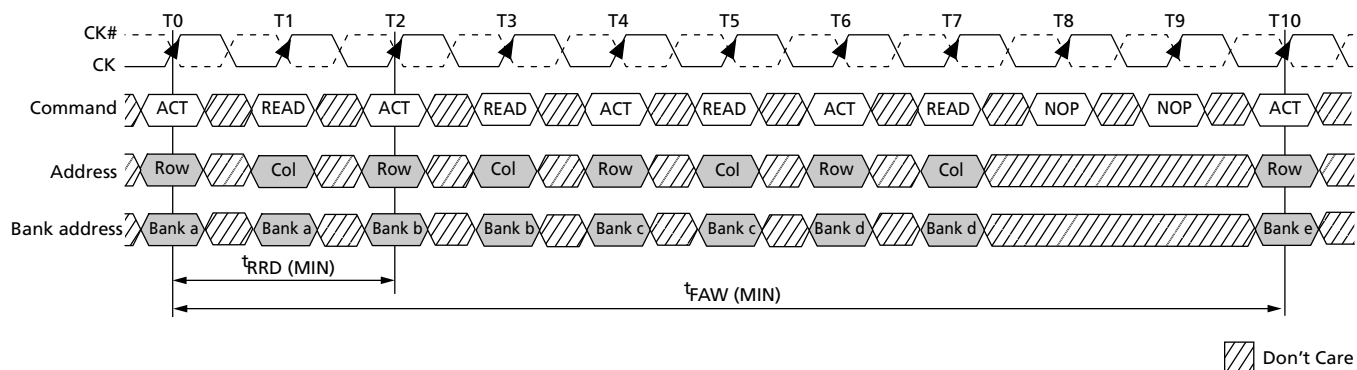 T0 T1 T2 T3 T4 T5 T6 T7 T8 T9 T10
CK#
CK
Command ACT READ ACT READ ACT READ ACT READ NOP NOP ACT
Address Row Col Row Col Row Col Row Col Row
Bank address Bank a Bank a Bank b Bank b Bank c Bank c Bank d Bank d Bank e
tRRD (MIN)
tFAW (MIN)
Don't Care